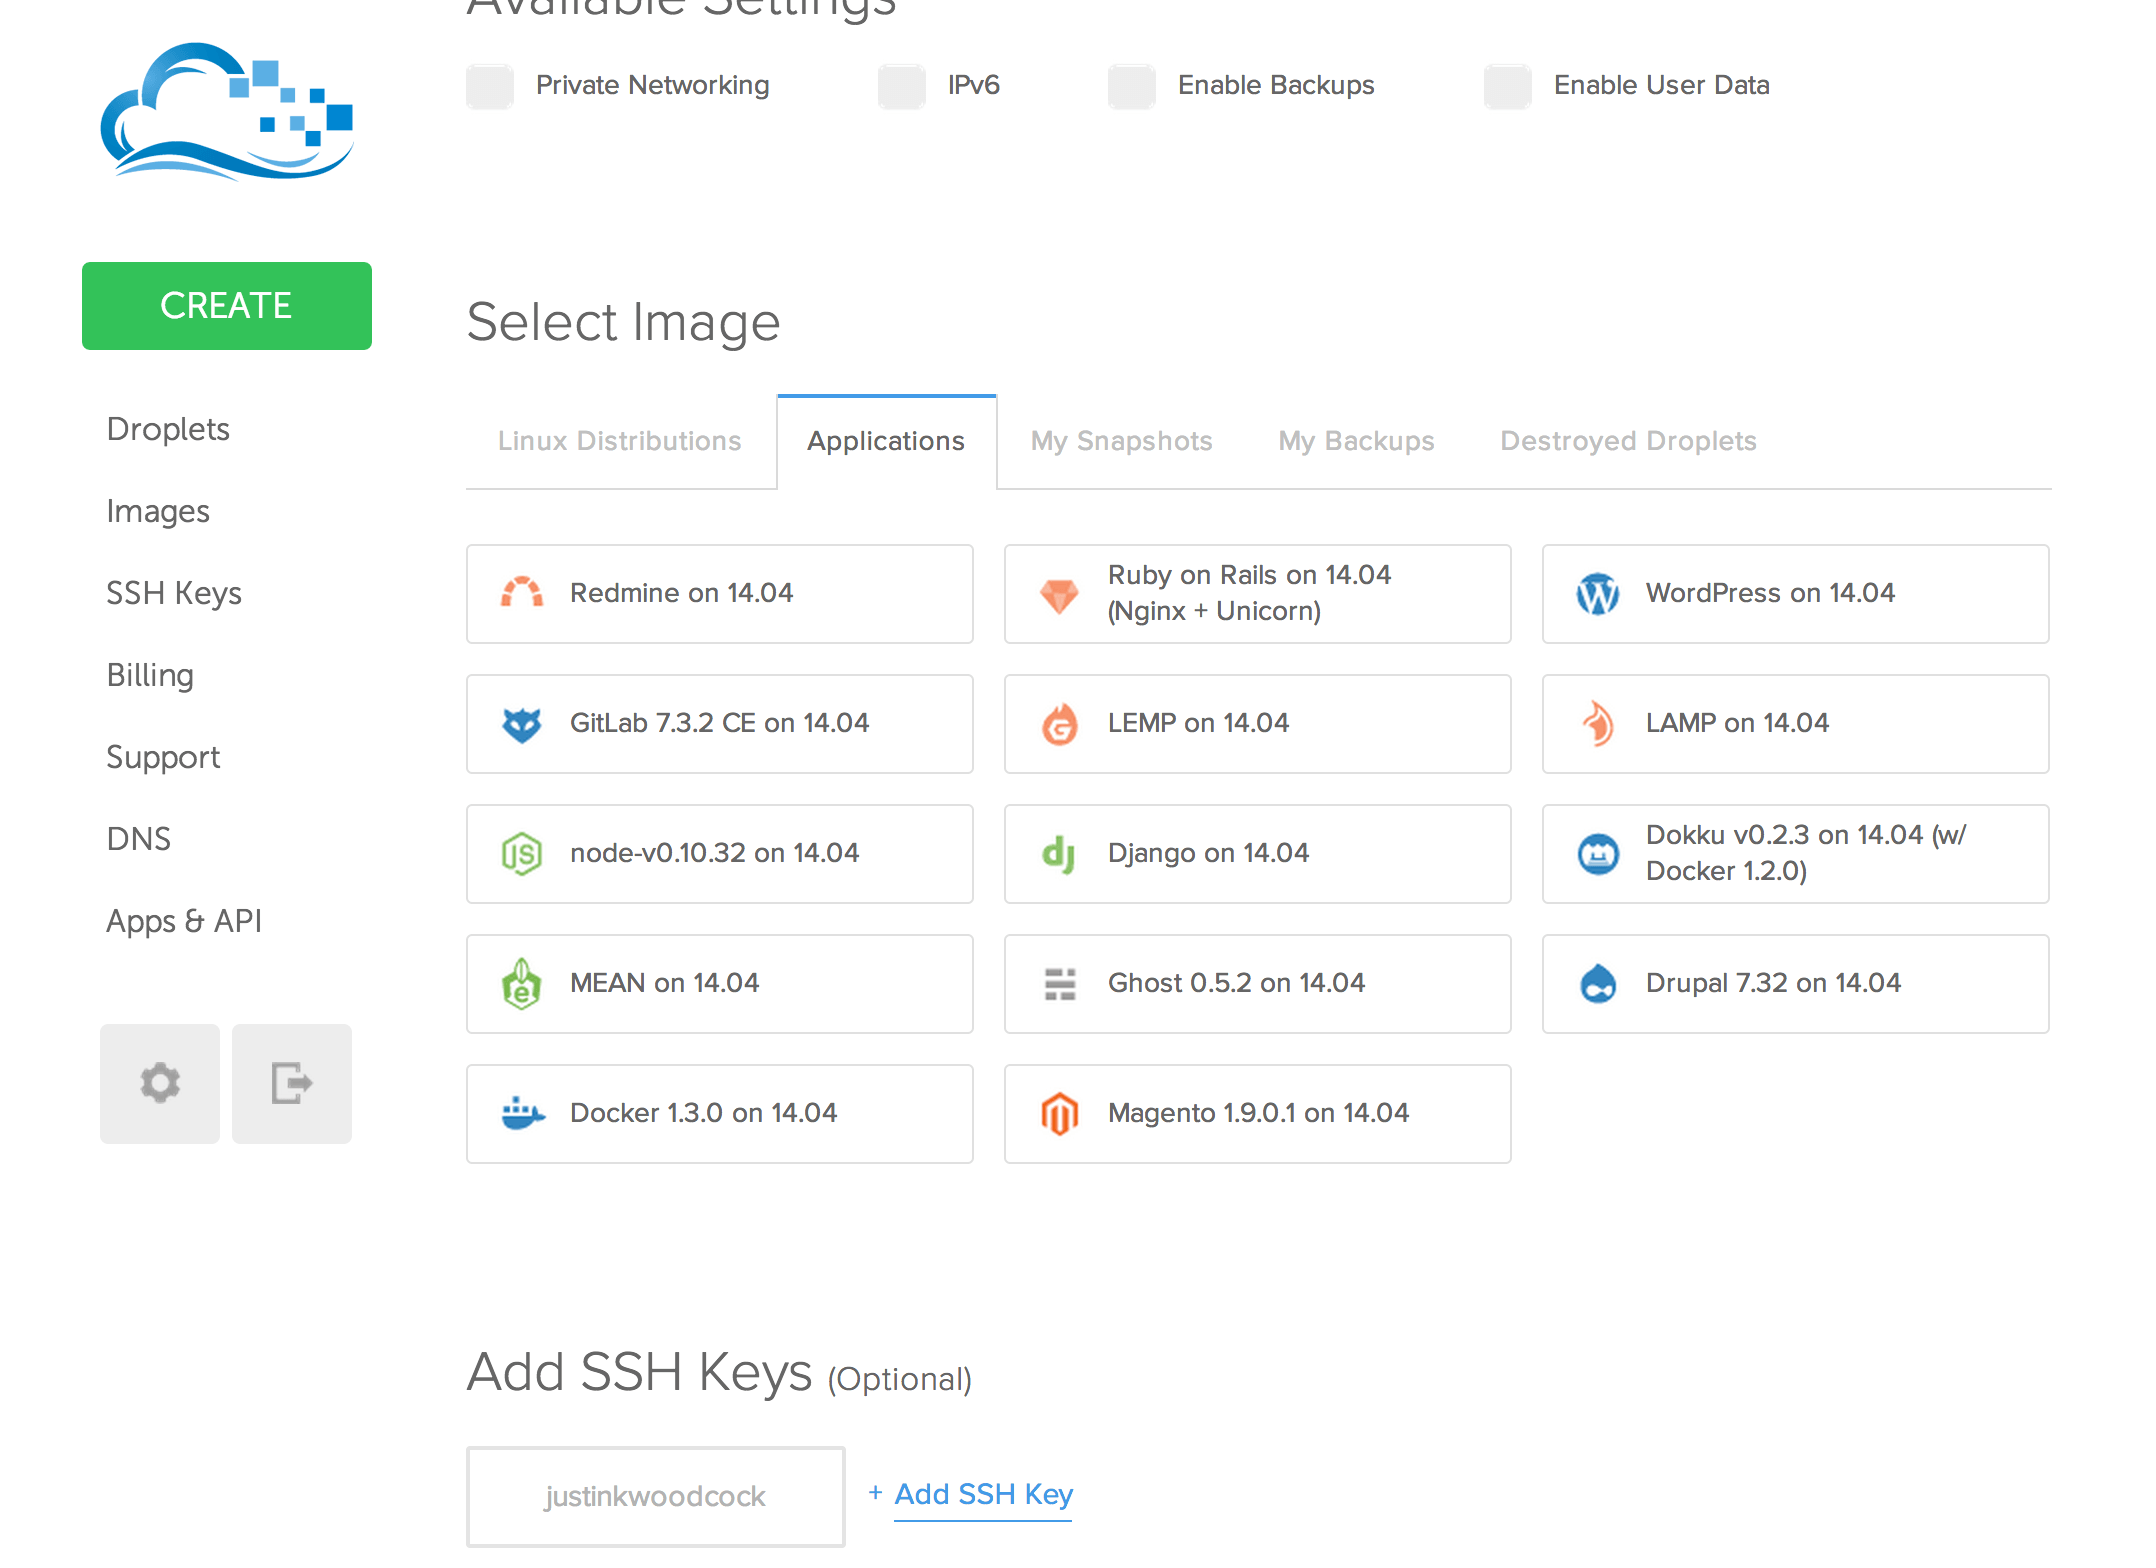 Available Settings
Private Networking
IPv6
Enable Backups
Enable User Data
CREATE
Droplets
Images
SSH Keys
Billing
Support
DNS
Apps & API
Select Image
Linux Distributions
Applications
My Snapshots
My Backups
Destroyed Droplets
Redmine on 14.04
Ruby on Rails on 14.04
(Nginx + Unicorn)
WordPress on 14.04
GitLab 7.3.2 CE on 14.04
LEMP on 14.04
LAMP on 14.04
node-v0.10.32 on 14.04
Django on 14.04
Dokku v0.2.3 on 14.04 (w/
Docker 1.2.0)
MEAN on 14.04
Ghost 0.5.2 on 14.04
Drupal 7.32 on 14.04
Docker 1.3.0 on 14.04
Magento 1.9.0.1 on 14.04
Add SSH Keys (Optional)
justinkwoodcock
+ Add SSH Key